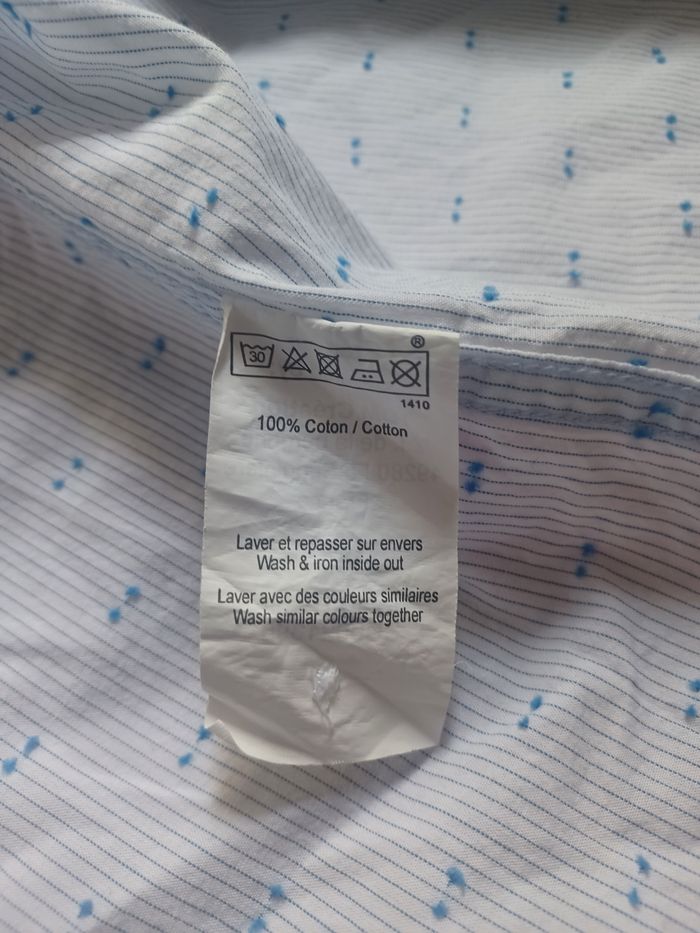 ®
30
1410
100% Coton / Cotton
Laver et repasser sur envers
Wash & iron inside out
Laver avec des couleurs similaires
Wash similar colours together